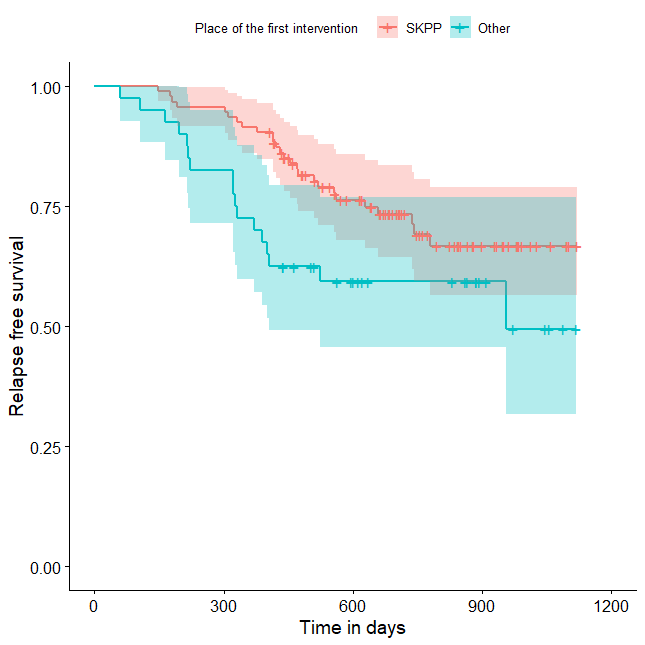 Place of the first intervention SKPP Other
1.00
0.75
0.50
0.25
0.00
Relapse free survival
0 300 600 900 1200
Time in days